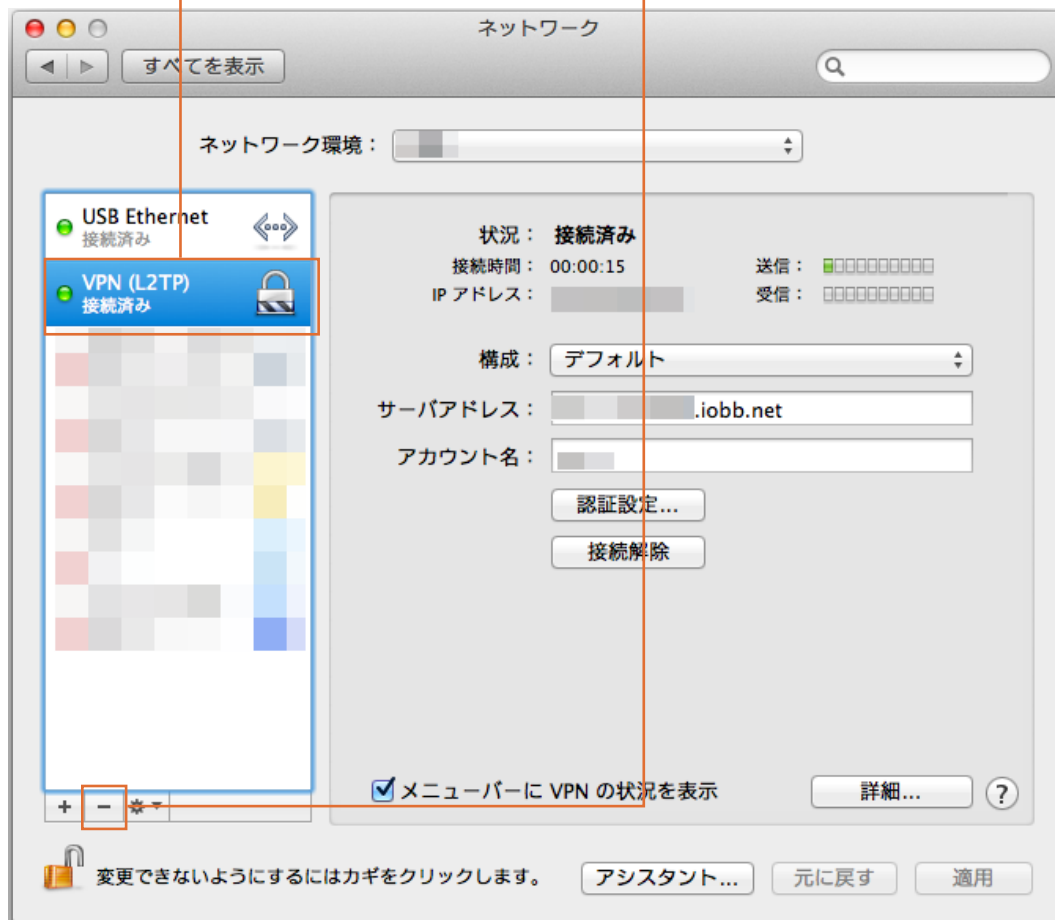 ネットワーク
すべてを表示
ネットワーク環境：
USB Ethernet
接続済み
VPN (L2TP)
接続済み
状況： 接続済み
接続時間： 00:00:15 送信：
IP アドレス： 受信：
構成： デフォルト
サーバアドレス： .iobb.net
アカウント名：
認証設定...
接続解除
メニューバーに VPN の状況を表示 詳細... ?
+ −
変更できないようにするにはカギをクリックします。 アシスタント... 元に戻す 適用